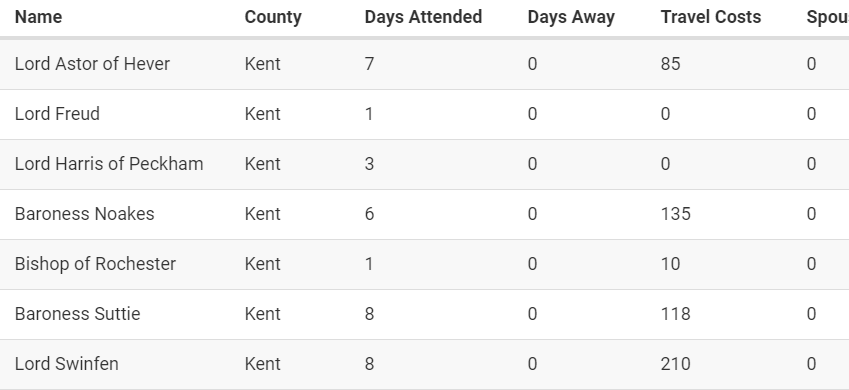 Name County Days Attended Days Away Travel Costs
Lord Astor of Hever Kent 7 0 85 0
Lord Freud Kent 1 0 0 0
Lord Harris of Peckham Kent 3 0 0 0
Baroness Noakes Kent 6 0 135 0
Bishop of Rochester Kent 1 0 10 0
Baroness Suttie Kent 8 0 118 0
Lord Swinfen Kent 8 0 210 0